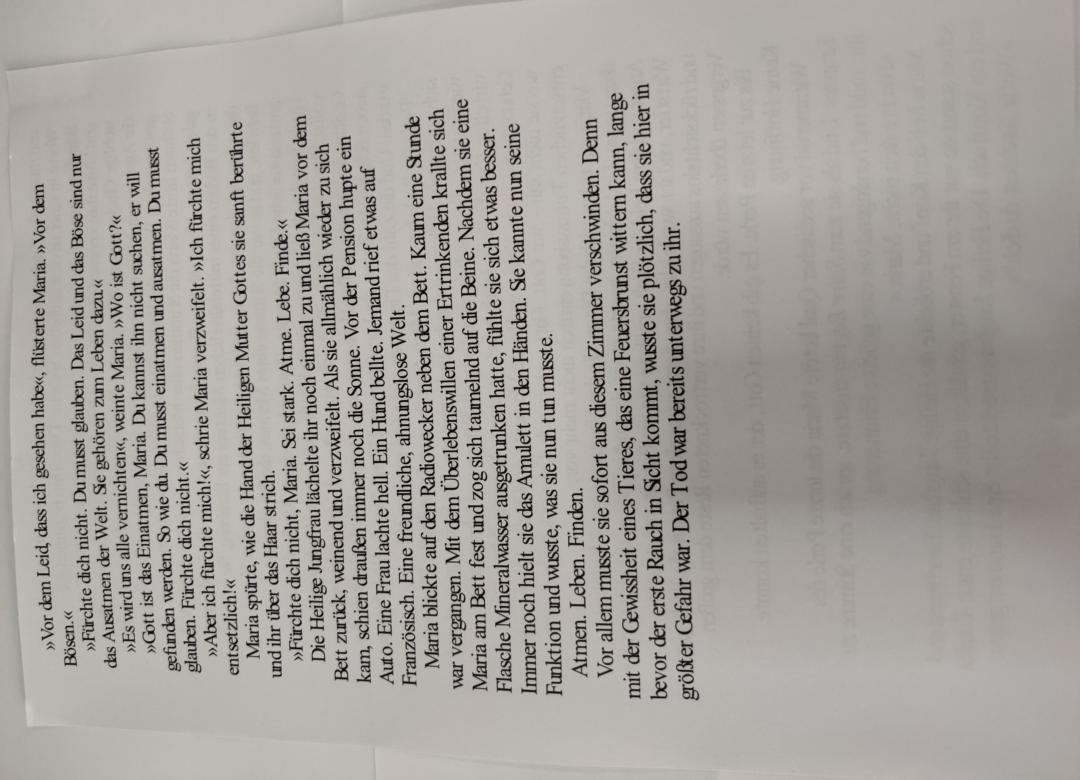 »Vor dem Leid, dass ich gesehen habe«, flüsterte Maria. »Vor dem
Bösen.«
»Fürchte dich nicht. Du musst glauben. Das Leid und das Böse sind nur
das Ausatmen der Welt. Sie gehören zum Leben dazu.«
»Es wird uns alle vernichten«, weinte Maria. »Wo ist Gott?«
»Gott ist das Einatmen, Maria. Du kannst ihn nicht suchen, er will
gefunden werden. So wie du. Du musst einatmen und ausatmen. Du musst
glauben. Fürchte dich nicht.«
»Aber ich fürchte mich!«, schrie Maria verzweifelt. »Ich fürchte mich
entsetzlich!«
Maria spürte, wie die Hand der Heiligen Mutter Gottes sie sanft berührte
und ihr über das Haar strich.
»Fürchte dich nicht, Maria. Sei stark. Atme. Lebe. Finde.«
Die Heilige Jungfrau lächelte ihr noch einmal zu und ließ Maria vor dem
Bett zurück, weinend und verzweifelt. Als sie allmählich wieder zu sich
kam, schien draußen immer noch die Sonne. Vor der Pension hupte ein
Auto. Eine Frau lachte hell. Ein Hund bellte. Jemand rief etwas auf
Französisch. Eine freundliche, ahnungslose Welt.
Maria blickte auf den Radiowecker neben dem Bett. Kaum eine Stunde
war vergangen. Mit dem Überlebenswillen einer Ertrinkenden krallte sich
Maria am Bett fest und zog sich taumelnd auf die Beine. Nachdem sie eine
Flasche Mineralwasser ausgetrunken hatte, fühlte sie sich etwas besser.
Immer noch hielt sie das Amulett in den Händen. Sie kannte nun seine
Funktion und wusste, was sie nun tun musste.
Atmen. Leben. Finden.
Vor allem musste sie sofort aus diesem Zimmer verschwinden. Denn
mit der Gewissheit eines Tieres, das eine Feuersbrunst wittern kann, lange
bevor der erste Rauch in Sicht kommt, wusste sie plötzlich, dass sie hier in
größter Gefahr war. Der Tod war bereits unterwegs zu ihr.